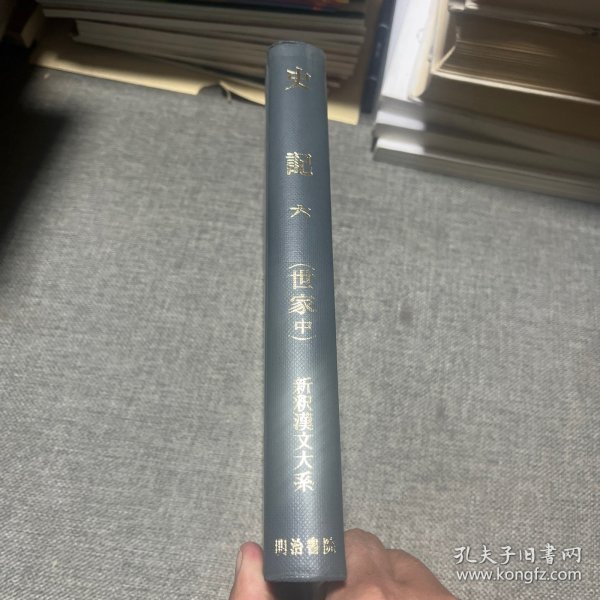 史記 六 (世家中) 新釈漢文大系 明治書院
孔夫子旧书网
www.kongfz.com